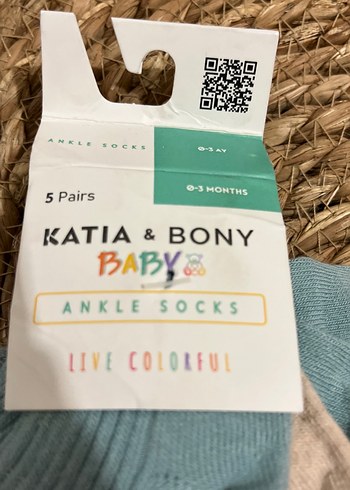 ANKLE SOCKS
0-3 AY
0-3 MONTHS
5 Pairs
KATIA & BONY
BABY
ANKLE SOCKS
LIVE COLORFUL